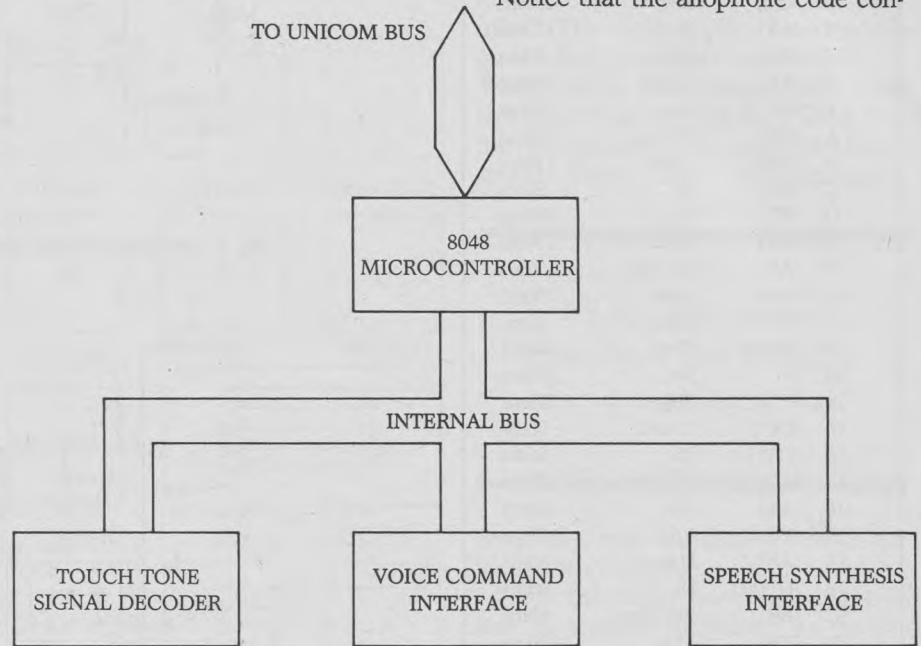 Notice that the allophone code con-
TO UNICOM BUS
8048
MICROCONTROLLER
INTERNAL BUS
TOUCH TONE
SIGNAL DECODER
VOICE COMMAND
INTERFACE
SPEECH SYNTHESIS
INTERFACE